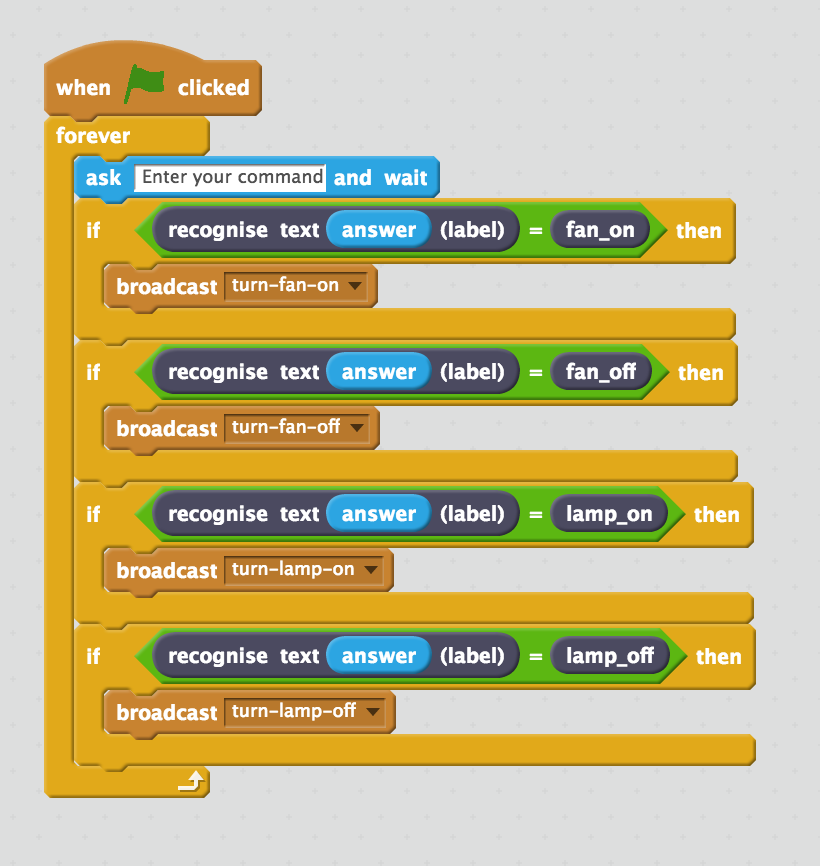 when clicked
forever
ask Enter your command and wait
if recognise text answer (label) = fan_on then
broadcast turn-fan-on
if recognise text answer (label) = fan_off then
broadcast turn-fan-off
if recognise text answer (label) = lamp_on then
broadcast turn-lamp-on
if recognise text answer (label) = lamp_off then
broadcast turn-lamp-off